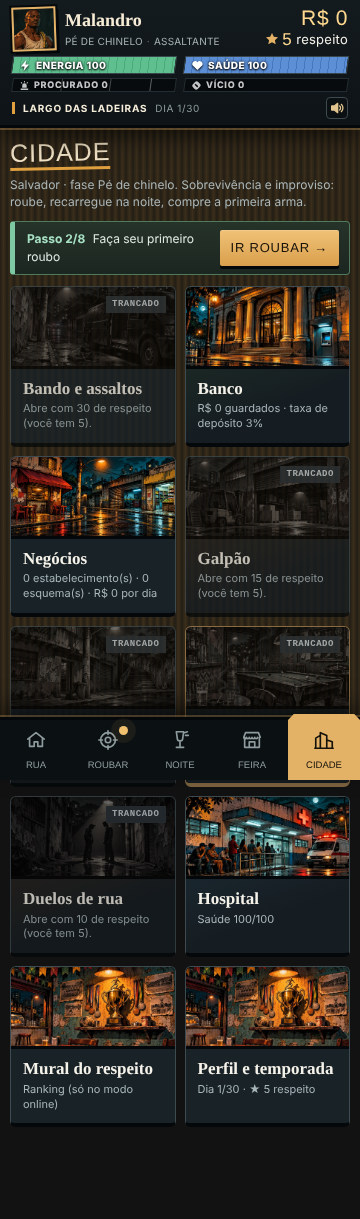 Malandro
R$ 0
PÉ DE CHINELO · ASSALTANTE
★ 5 respeito
ENERGIA 100
SAÚDE 100
PROCURADO 0
VÍCIO 0
LARGO DAS LADEIRAS DIA 1/30
CIDADE
Salvador · fase Pé de chinelo. Sobrevivência e improviso:
roube, recarregue na noite, compre a primeira arma.
Passo 2/8 Faça seu primeiro
roubo
IR ROUBAR →
TRANCADO
Bando e assaltos
Abre com 30 de respeito
(você tem 5).
Banco
R$ 0 guardados · taxa de
depósito 3%
Negócios
0 estabelecimento(s) · 0
esquema(s) · R$ 0 por dia
TRANCADO
Galpão
Abre com 15 de respeito
(você tem 5).
TRANCADO
TRANCADO
RUA
ROUBAR
NOITE
FEIRA
CIDADE
TRANCADO
Duelos de rua
Abre com 10 de respeito
(você tem 5).
Hospital
Saúde 100/100
Mural do respeito
Ranking (só no modo
online)
Perfil e temporada
Dia 1/30 · ★ 5 respeito